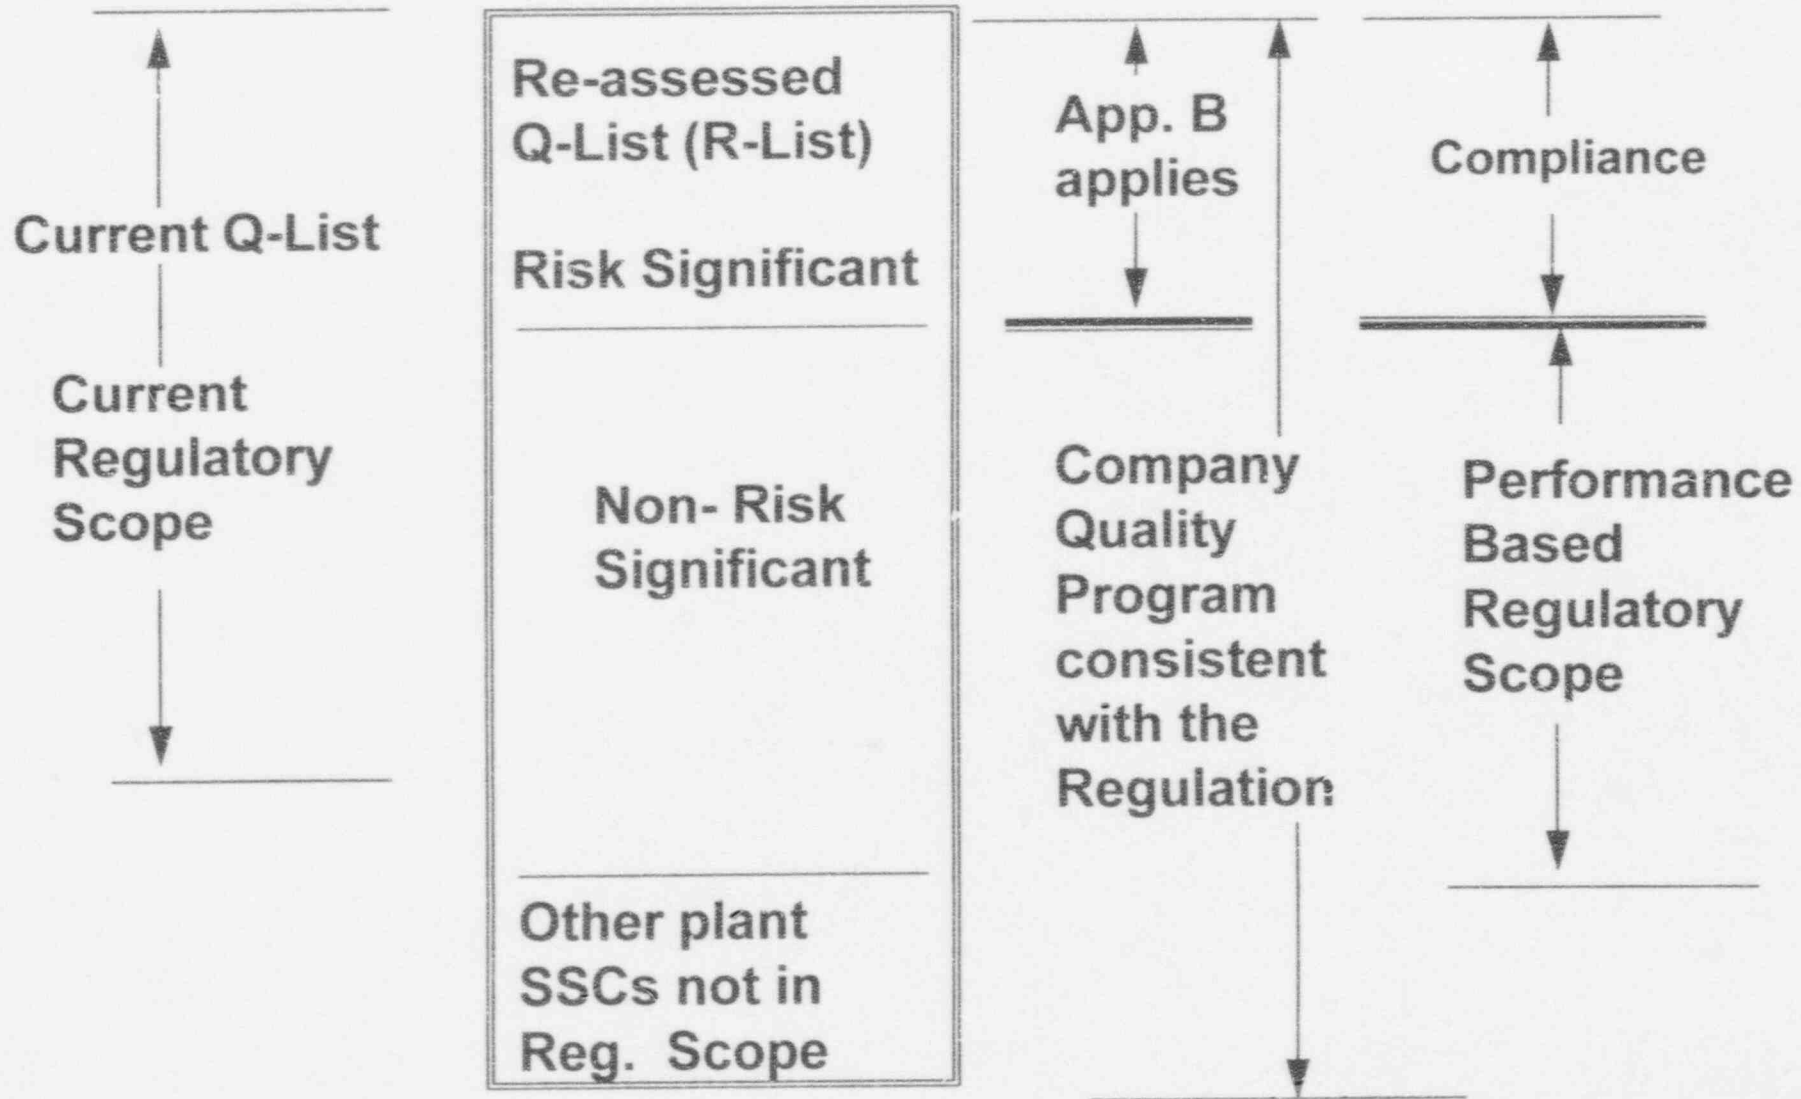 Current Q-List
Current
Regulatory
Scope
Re-assessed
Q-List (R-List)
Risk Significant
Non- Risk
Significant
Other plant
SSCs not in
Reg. Scope
App. B
applies
Company
Quality
Program
consistent
with the
Regulation
Compliance
Performance
Based
Regulatory
Scope